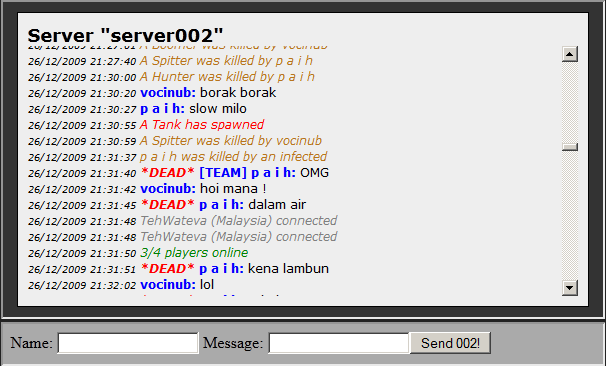 Server "server002"
26/12/2009 21:27:01 A Boomer was killed by vocinub
26/12/2009 21:27:40 A Spitter was killed by p a i h
26/12/2009 21:30:00 A Hunter was killed by p a i h
26/12/2009 21:30:20 vocinub: borak borak
26/12/2009 21:30:27 p a i h: slow milo
26/12/2009 21:30:55 A Tank has spawned
26/12/2009 21:30:59 A Spitter was killed by vocinub
26/12/2009 21:31:37 p a i h was killed by an infected
26/12/2009 21:31:40 *DEAD* [TEAM] p a i h: OMG
26/12/2009 21:31:42 vocinub: hoi mana !
26/12/2009 21:31:45 *DEAD* p a i h: dalam air
26/12/2009 21:31:48 TehWateva (Malaysia) connected
26/12/2009 21:31:48 TehWateva (Malaysia) connected
26/12/2009 21:31:50 3/4 players online
26/12/2009 21:31:51 *DEAD* p a i h: kena lambun
26/12/2009 21:32:02 vocinub: lol
Name: Message: Send 002!